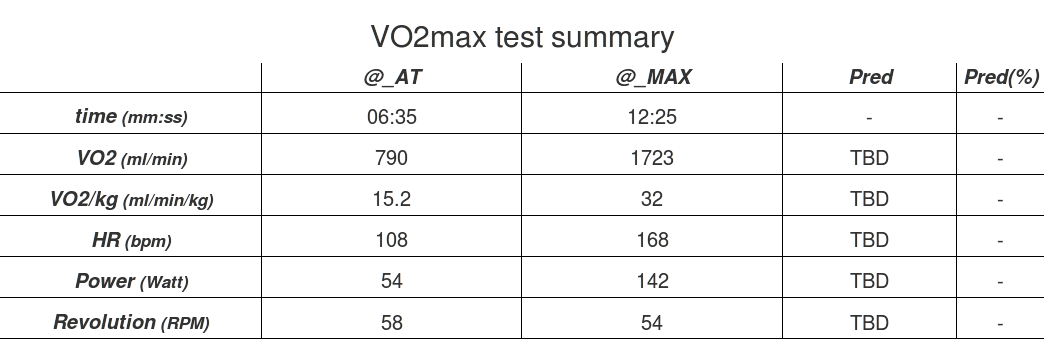 VO2max test summary
@_AT @_MAX Pred Pred(%)
time (mm:ss) 06:35 12:25 - -
VO2 (ml/min) 790 1723 TBD -
VO2/kg (ml/min/kg) 15.2 32 TBD -
HR (bpm) 108 168 TBD -
Power (Watt) 54 142 TBD -
Revolution (RPM) 58 54 TBD -